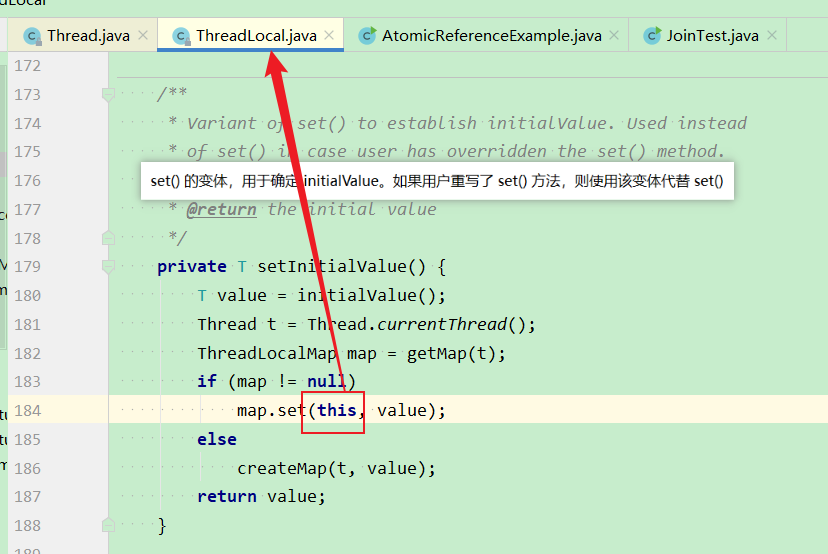 dLocal
Thread.java ThreadLocal.java AtomicReferenceExample.java JoinTest.java
172
173 /**
174 * Variant of set() to establish initialValue. Used instead
175 * of set() in case user has overridden the set() method.
176 set() 的变体，用于确定 initialValue。如果用户重写了 set() 方法，则使用该变体代替 set()
177 * @return the initial value
178 */
179 private T setInitialValue() {
180 T value = initialValue();
181 Thread t = Thread.currentThread();
182 ThreadLocalMap map = getMap(t);
183 if (map != null)
184 map.set(this, value);
185 else
186 createMap(t, value);
187 return value;
188 }
189